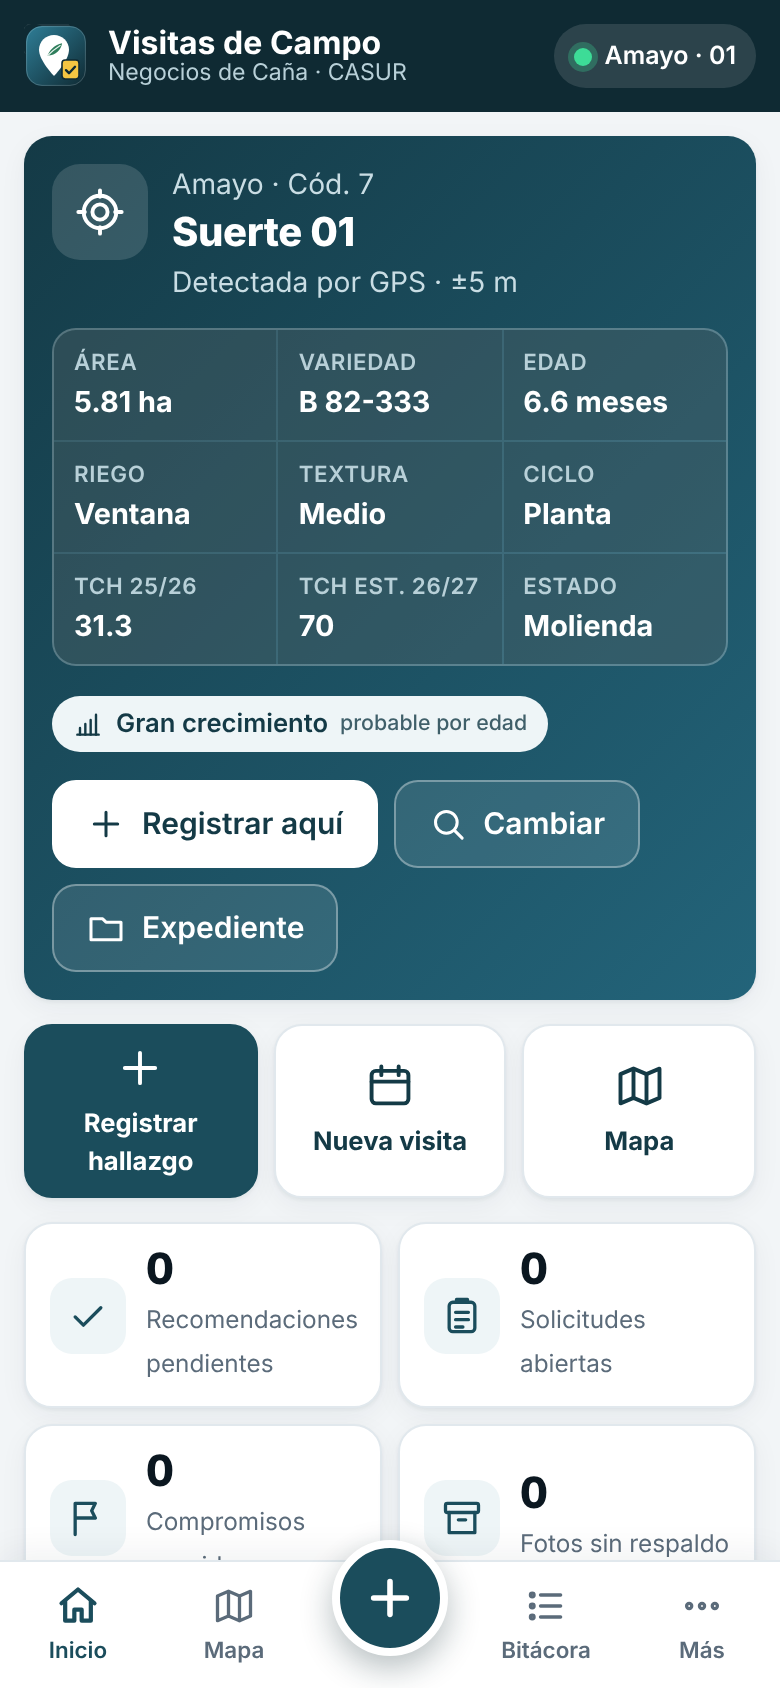 Visitas de Campo
Negocios de Caña · CASUR
Amayo · 01
Amayo · Cód. 7
Suerte 01
Detectada por GPS · ±5 m
ÁREA
5.81 ha
VARIEDAD
B 82-333
EDAD
6.6 meses
RIEGO
Ventana
TEXTURA
Medio
CICLO
Planta
TCH 25/26
31.3
TCH EST. 26/27
70
ESTADO
Molienda
Gran crecimiento probable por edad
Registrar aquí
Cambiar
Expediente
Registrar
hallazgo
Nueva visita
Mapa
0
Recomendaciones
pendientes
0
Solicitudes
abiertas
0
Compromisos
0
Fotos sin respaldo
Inicio
Mapa
Bitácora
Más